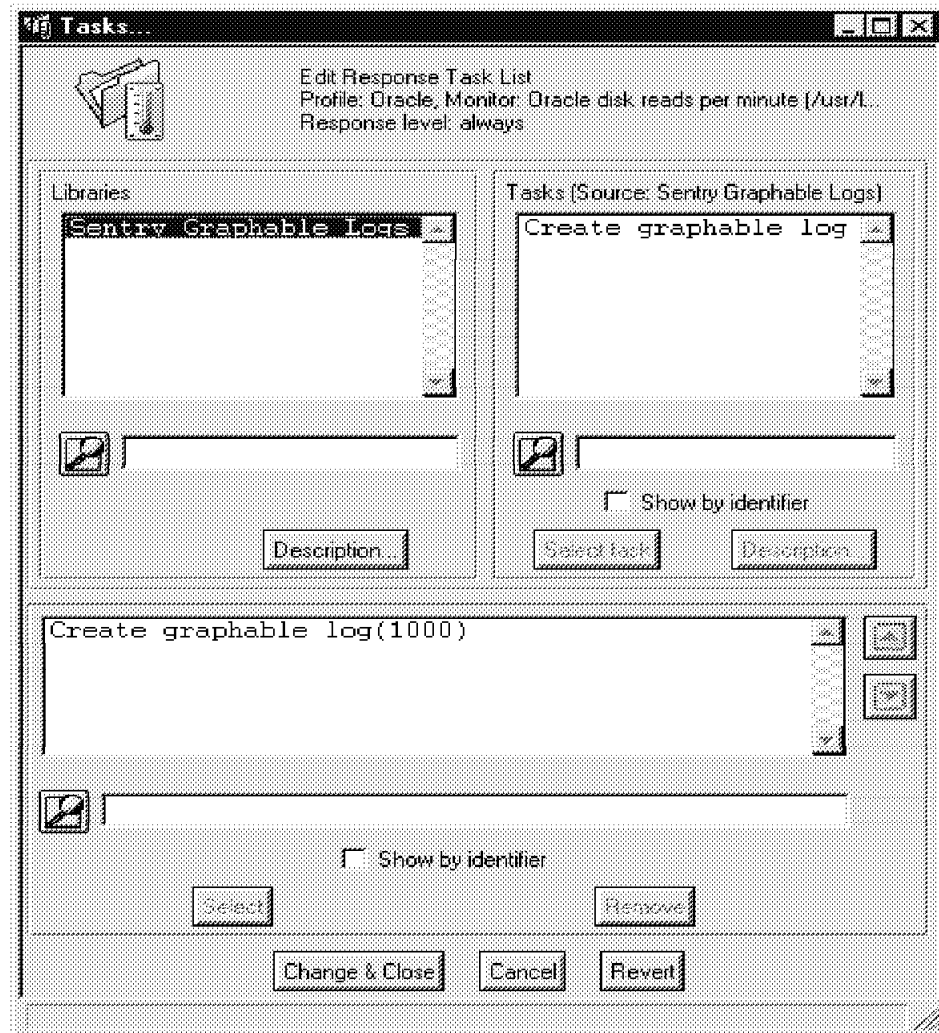 Tasks...
Edit Response Task List
Profile: Oracle, Monitor: Oracle disk reads per minute [/usr/l...
Response level: always
Libraries
Sentry Graphable Logs
Tasks (Source: Sentry Graphable Logs)
Create graphable log
Show by identifier
Description...
Select task
Description...
Create graphable log(1000)
Show by identifier
Select
Remove
Change & Close
Cancel
Revert